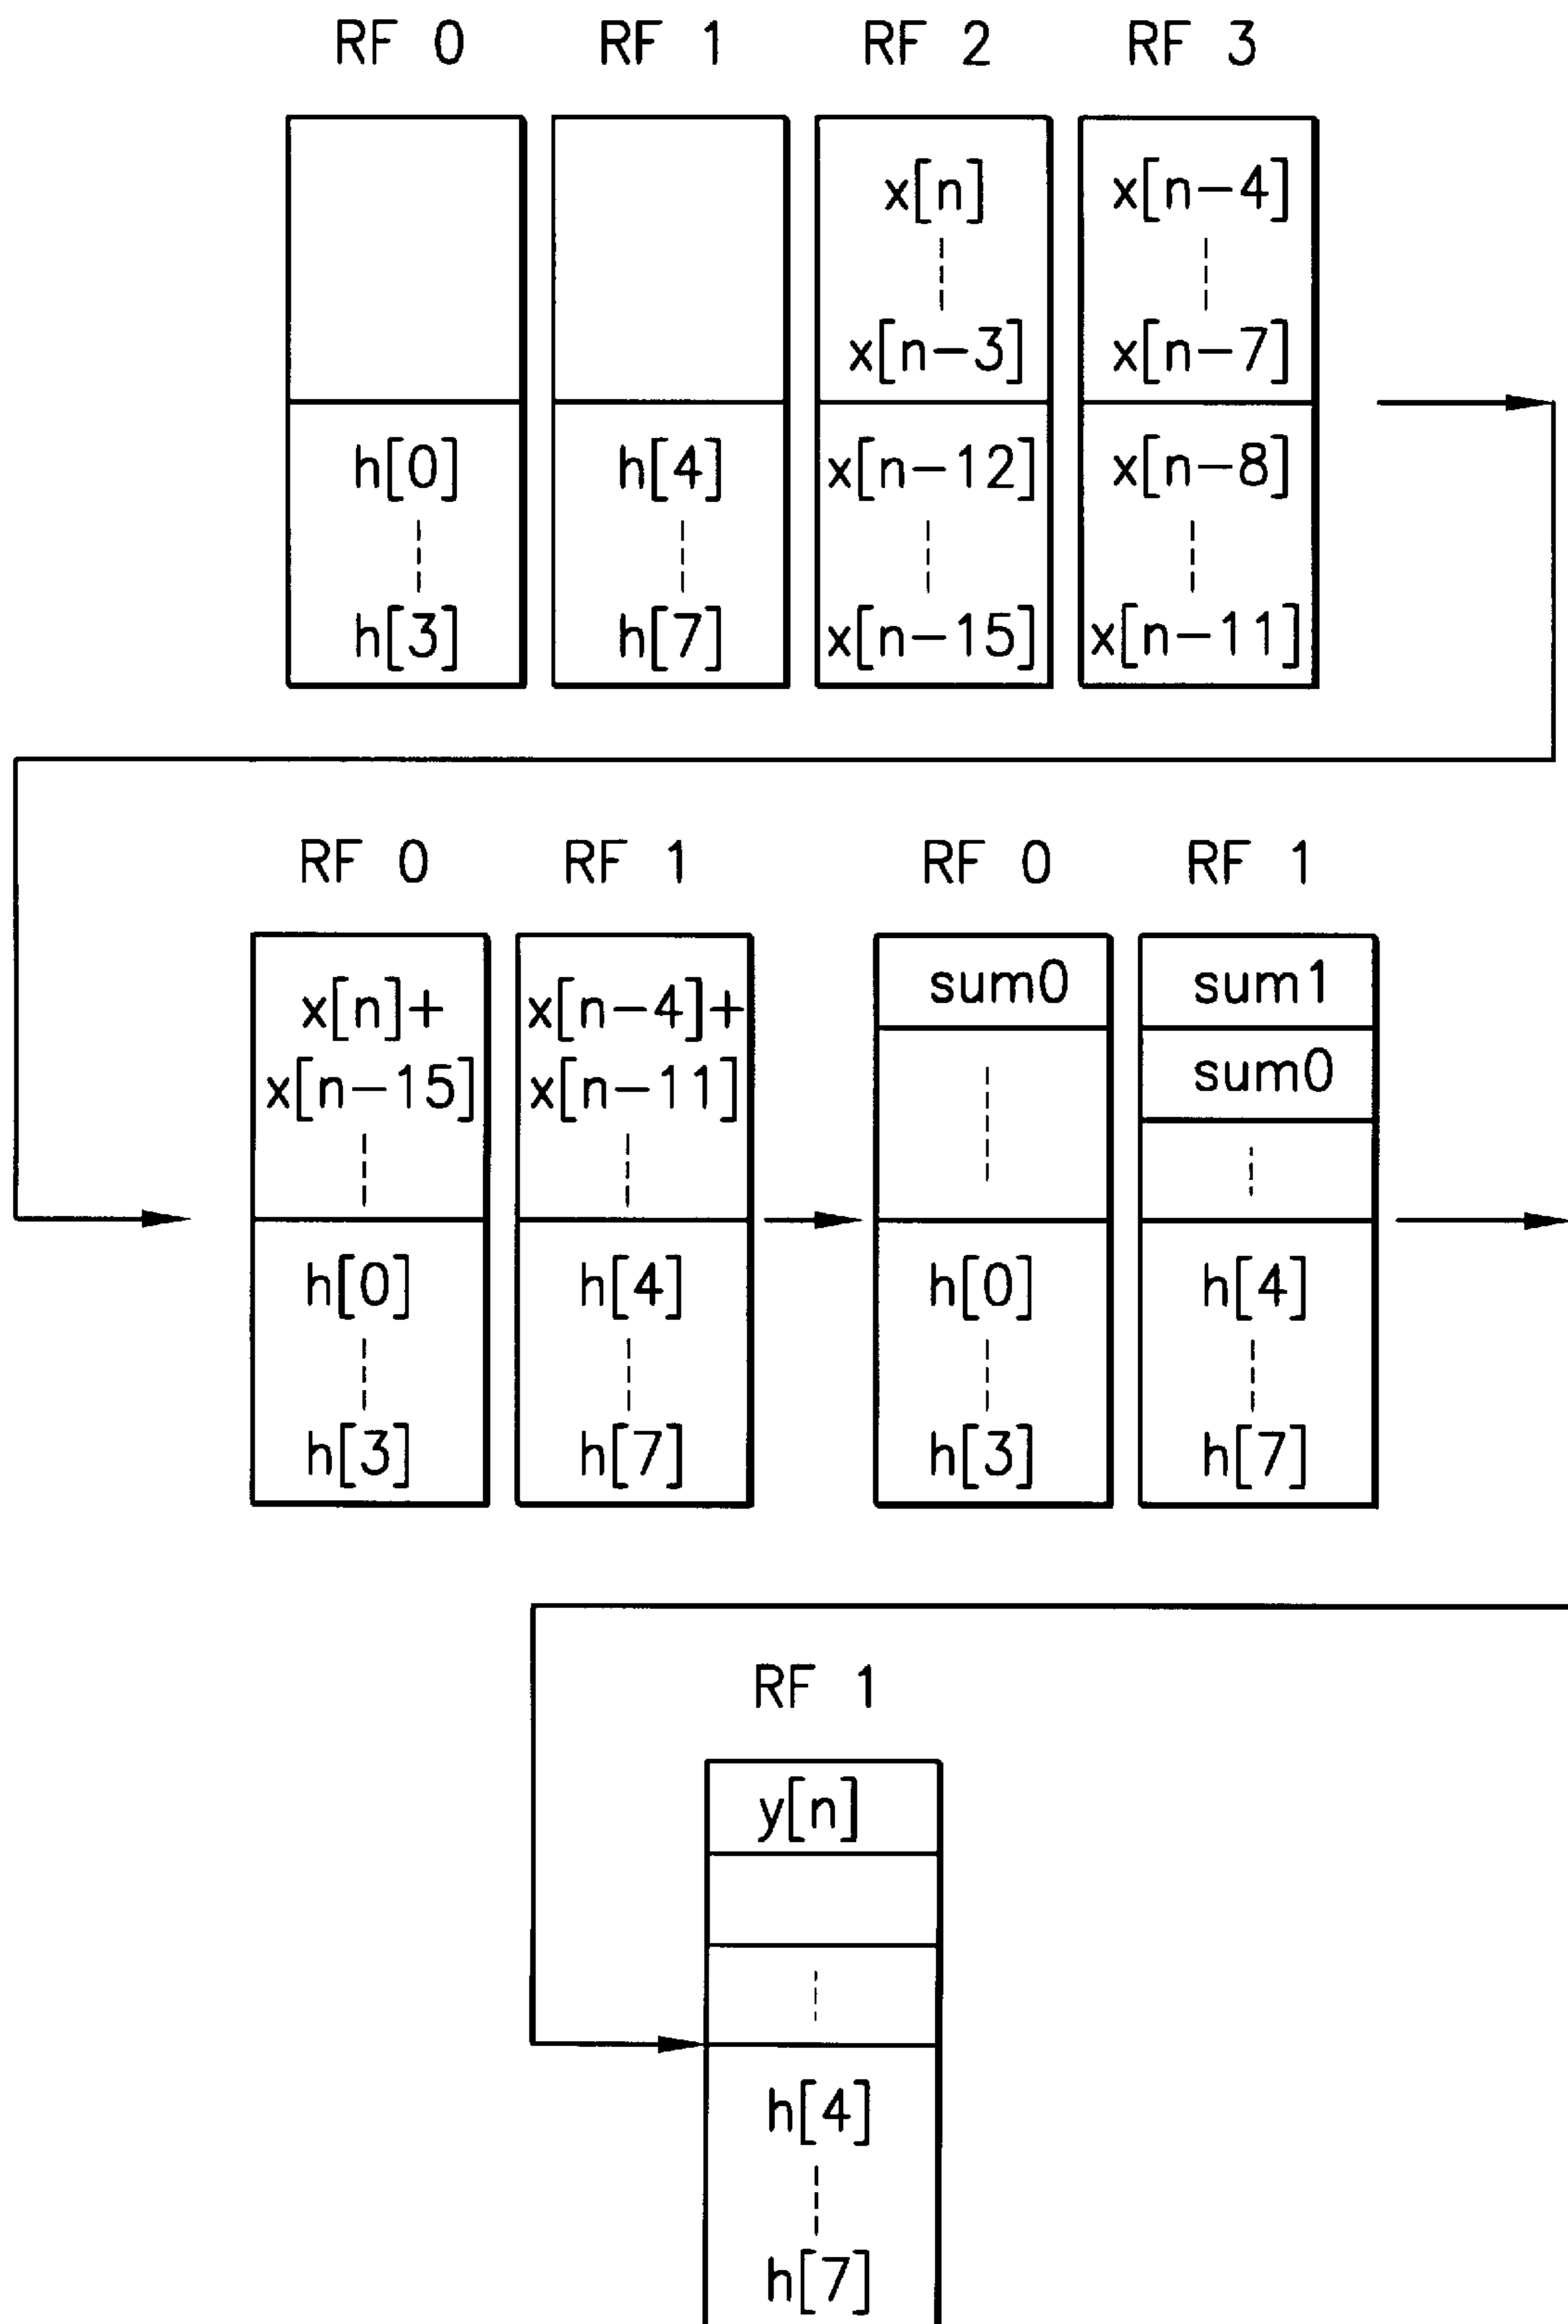 RF 0 RF 1 RF 2 RF 3
x[n] x[n-4]
x[n-3] x[n-7]
h[0] h[4] x[n-12] x[n-8]
h[3] h[7] x[n-15] x[n-11]
RF 0 RF 1 RF 0 RF 1
x[n]+ x[n-4]+ sum0 sum1
x[n-15] x[n-11] sum0
h[0] h[4] h[0] h[4]
h[3] h[7] h[3] h[7]
RF 1
y[n]
h[4]
h[7]